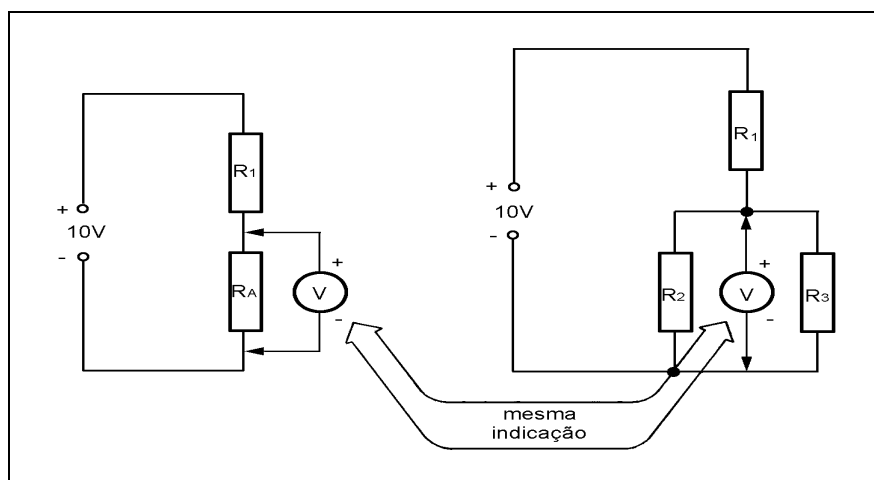 R1
+
10V
-
RA
+
V
-
R1
+
10V
-
R2
+
V
-
R3
mesma
indicação